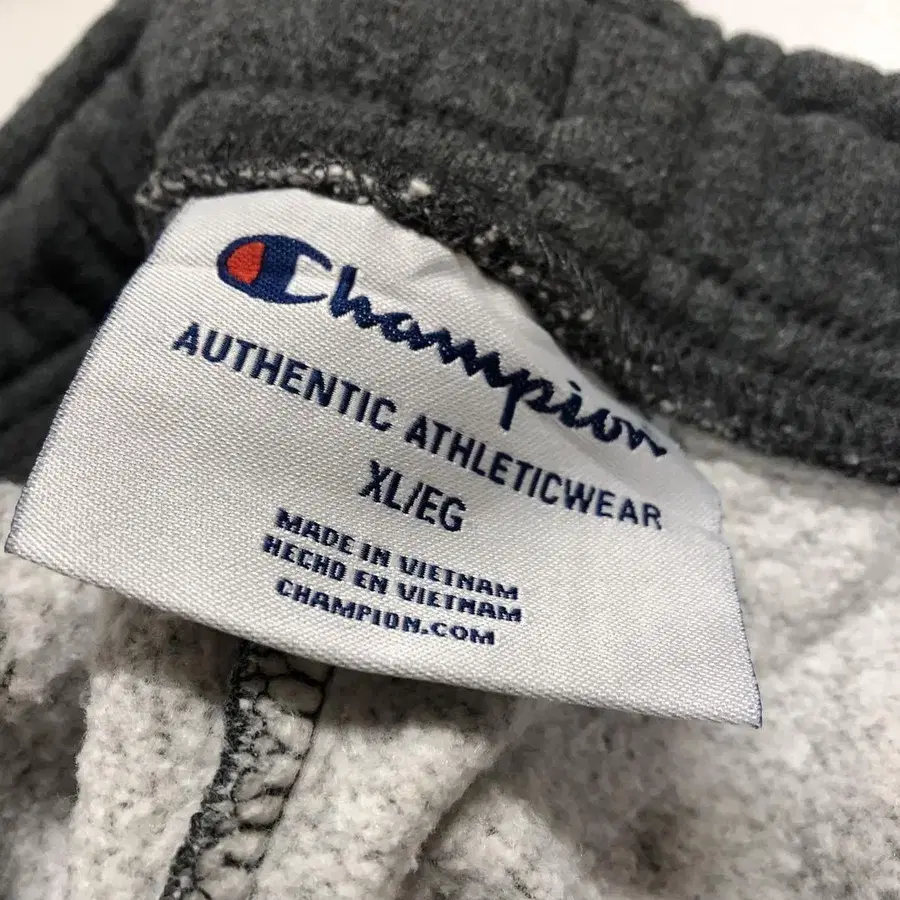 Champion
AUTHENTIC ATHLETICWEAR
XL/EG
MADE IN VIETNAM
HECHO EN VIETNAM
CHAMPION.COM